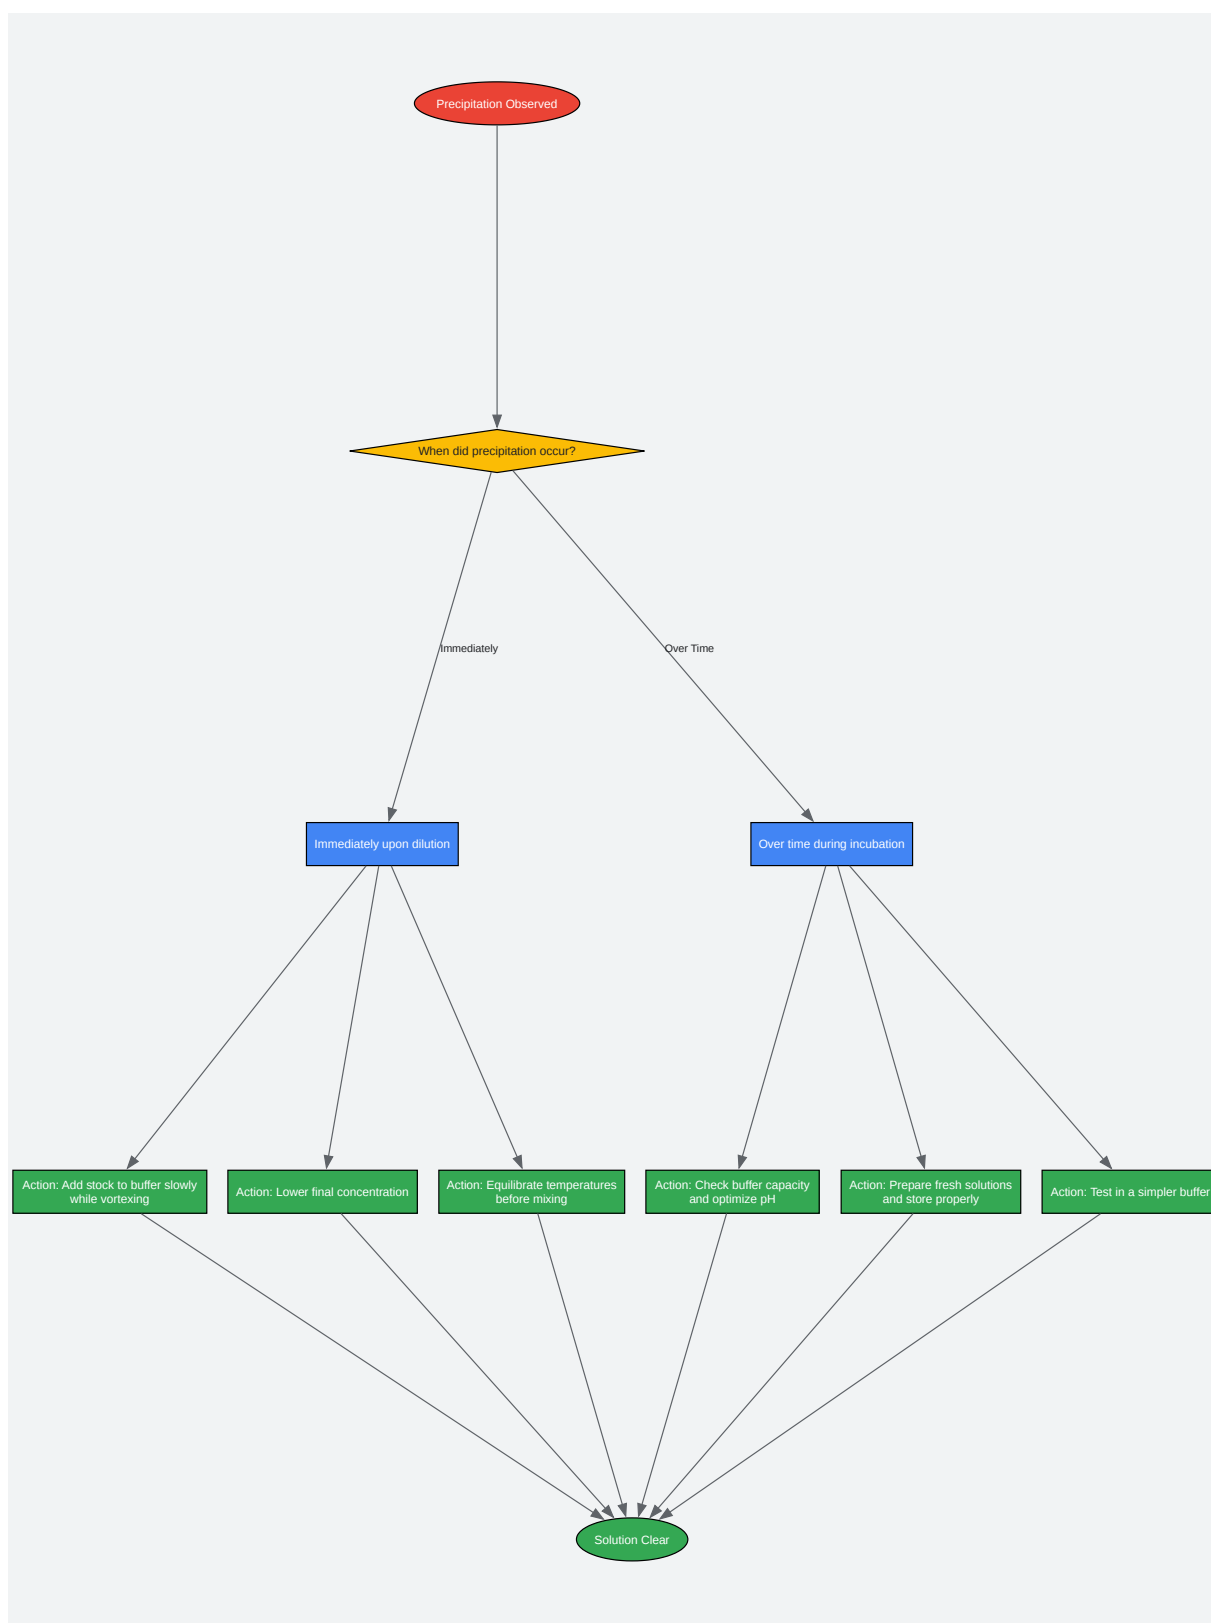 Precipitation Observed
When did precipitation occur?
Immediately
Over Time
Immediately upon dilution
Over time during incubation
Action: Add stock to buffer slowly
while vortexing
Action: Lower final concentration
Action: Equilibrate temperatures
before mixing
Action: Check buffer capacity
and optimize pH
Action: Prepare fresh solutions
and store properly
Action: Test in a simpler buffer
Solution Clear